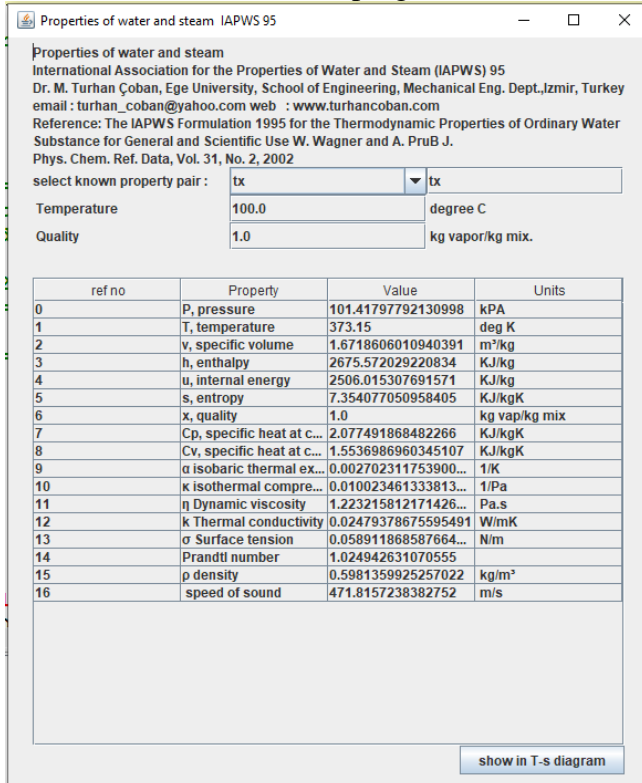 Properties of water and steam IAPWS 95
Properties of water and steam
International Association for the Properties of Water and Steam (IAPWS) 95
Dr. M. Turhan Çoban, Ege University, School of Engineering, Mechanical Eng. Dept.,Izmir, Turkey
email : turhan_coban@yahoo.com web : www.turhancoban.com
Reference: The IAPWS Formulation 1995 for the Thermodynamic Properties of Ordinary Water
Substance for General and Scientific Use W. Wagner and A. PruB J.
Phys. Chem. Ref. Data, Vol. 31, No. 2, 2002
select known property pair : tx tx
Temperature 100.0 degree C
Quality 1.0 kg vapor/kg mix.
ref no Property Value Units
0 P, pressure 101.41797792130998 kPA
1 T, temperature 373.15 deg K
2 v, specific volume 1.6718606010940391 m³/kg
3 h, enthalpy 2675.572029220834 KJ/kg
4 u, internal energy 2506.015307691571 KJ/kg
5 s, entropy 7.354077050958405 KJ/kgK
6 x, quality 1.0 kg vap/kg mix
7 Cp, specific heat at c... 2.077491868482266 KJ/kgK
8 Cv, specific heat at c... 1.5536986960345107 KJ/kgK
9 α isobaric thermal ex... 0.002702311753900... 1/K
10 κ isothermal compre... 0.010023461333813... 1/Pa
11 η Dynamic viscosity 1.223215812171426... Pa.s
12 k Thermal conductivity 0.02479378675595491 W/mK
13 σ Surface tension 0.058911868587664... N/m
14 Prandtl number 1.024942631070555
15 ρ density 0.5981359925257022 kg/m³
16 speed of sound 471.8157238382752 m/s
show in T-s diagram